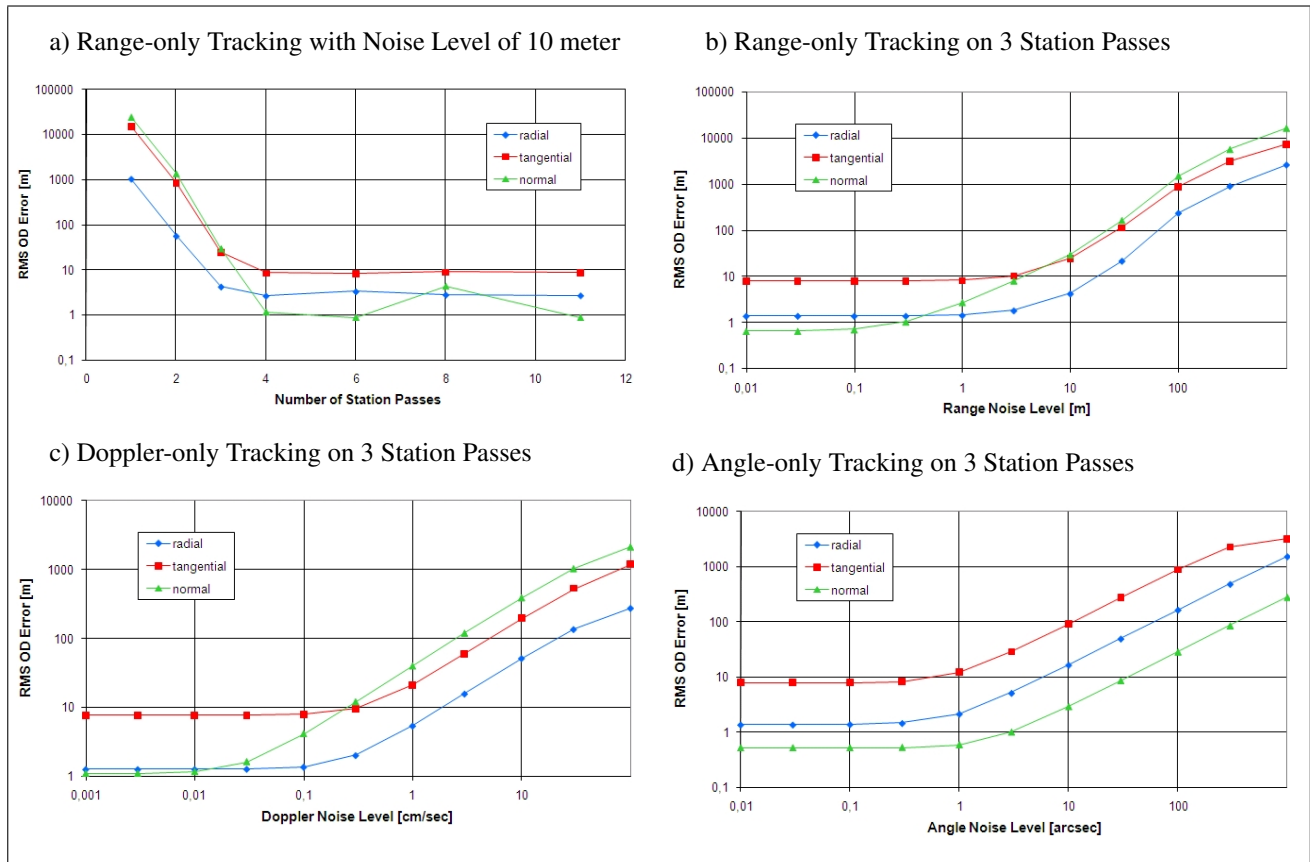 a) Range-only Tracking with Noise Level of 10 meter
100000
10000
1000
100
10
1
0,1
RMS OD Error [m]
radial
tangential
normal
0 2 4 6 8 10 12
Number of Station Passes
b) Range-only Tracking on 3 Station Passes
100000
10000
1000
100
10
1
0,1
RMS OD Error [m]
radial
tangential
normal
0,01 0,1 1 10 100
Range Noise Level [m]
c) Doppler-only Tracking on 3 Station Passes
10000
1000
100
10
1
RMS OD Error [m]
radial
tangential
normal
0,001 0,01 0,1 1 10
Doppler Noise Level [cm/sec]
d) Angle-only Tracking on 3 Station Passes
10000
1000
100
10
1
0,1
RMS OD Error [m]
radial
tangential
normal
0,01 0,1 1 10 100
Angle Noise Level [arcsec]